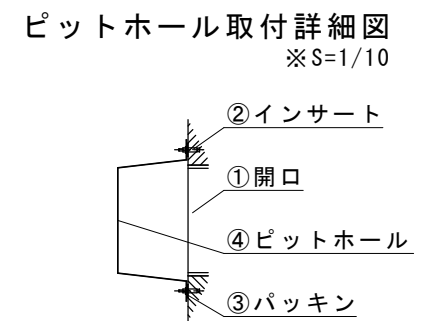 ピットホール取付詳細図
※S=1/10
②インサート
①開口
④ピットホール
③パッキン